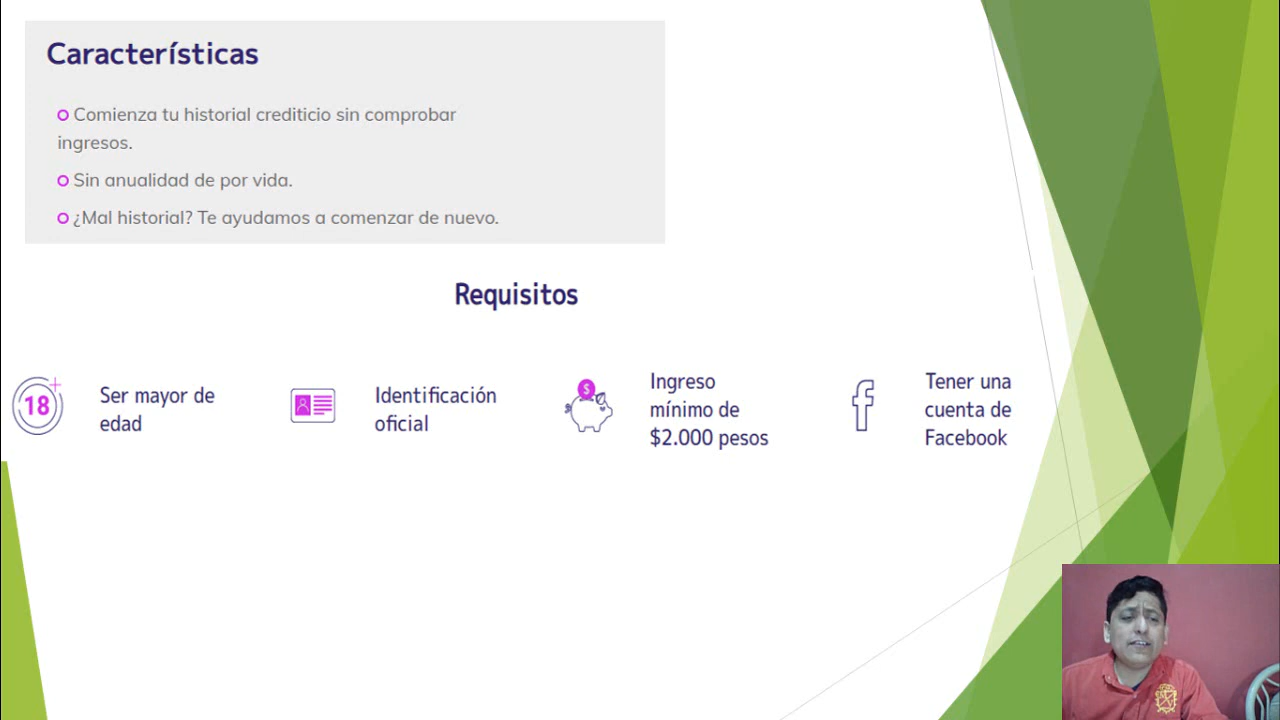 Características
Comienza tu historial crediticio sin comprobar
ingresos.
Sin anualidad de por vida.
¿Mal historial? Te ayudamos a comenzar de nuevo.
Requisitos
18
Ser mayor de
edad
Identificación
oficial
$
Ingreso
mínimo de
$2.000 pesos
f
Tener una
cuenta de
Facebook